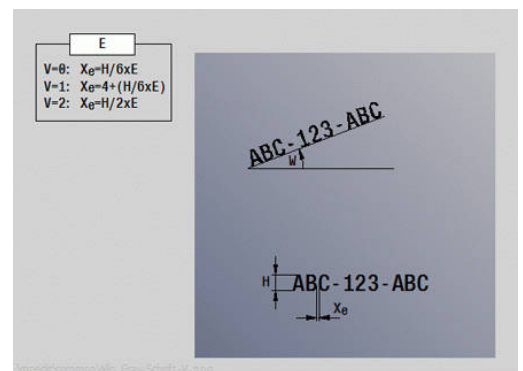 E
V=0: Xe=H/6xE
V=1: Xe=4+(H/6xE)
V=2: Xe=H/2xE
ABC-123-ABC
W
H
ABC-123-ABC
Xe